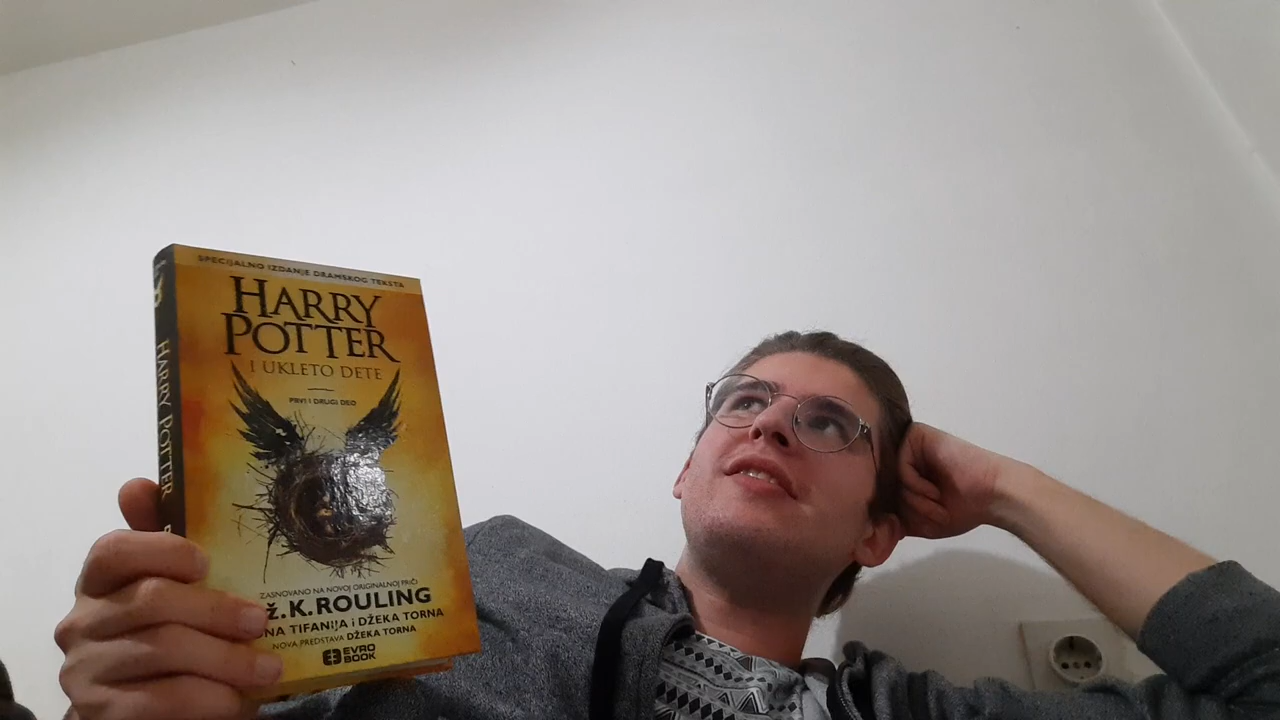 SPECIJALNO IZDANJE DRAMSKOG TEKSTA
HARRY
POTTER
I UKLETO DETE
PRVI I DRUGI DEO
ZASNOVANO NA NOVOJ ORIGINALNOJ PRIČI
Ž.K.ROULING
TIFANIJA i DŽEKA TORNA
NOVA PREDSTAVA DŽEKA TORNA
EVRO
BOOK
HARRY POTTER